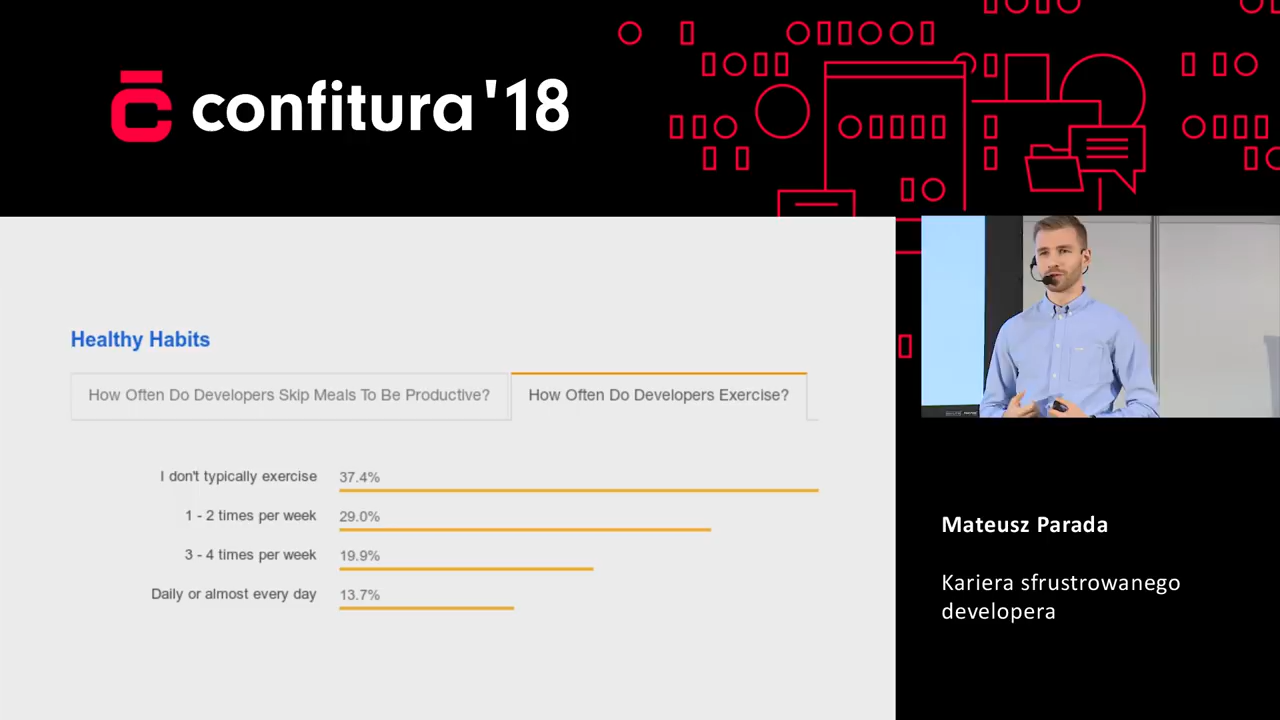 confitura '18
Healthy Habits
How Often Do Developers Skip Meals To Be Productive?
How Often Do Developers Exercise?
I don't typically exercise 37.4%
1 - 2 times per week 29.0%
3 - 4 times per week 19.9%
Daily or almost every day 13.7%
Mateusz Parada
Kariera sfrustrowanego
developera